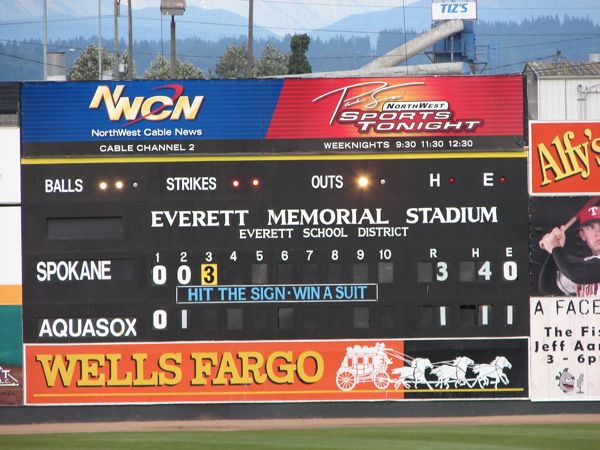 TIZ'S
NWCN
NorthWest Cable News
CABLE CHANNEL 2
NORTHWEST
SPORTS
TONIGHT
WEEKNIGHTS 9:30 11:30 12:30
BALLS STRIKES OUTS H E
EVERETT MEMORIAL STADIUM
EVERETT SCHOOL DISTRICT
1 2 3 4 5 6 7 8 9 10 R H E
SPOKANE 0 0 3 3 4 0
HIT THE SIGN · WIN A SUIT
AQUASOX 0 1 1 1 1
WELLS FARGO
Alfy's
A FACE
The Fis
Jeff Aar
3 - 6p